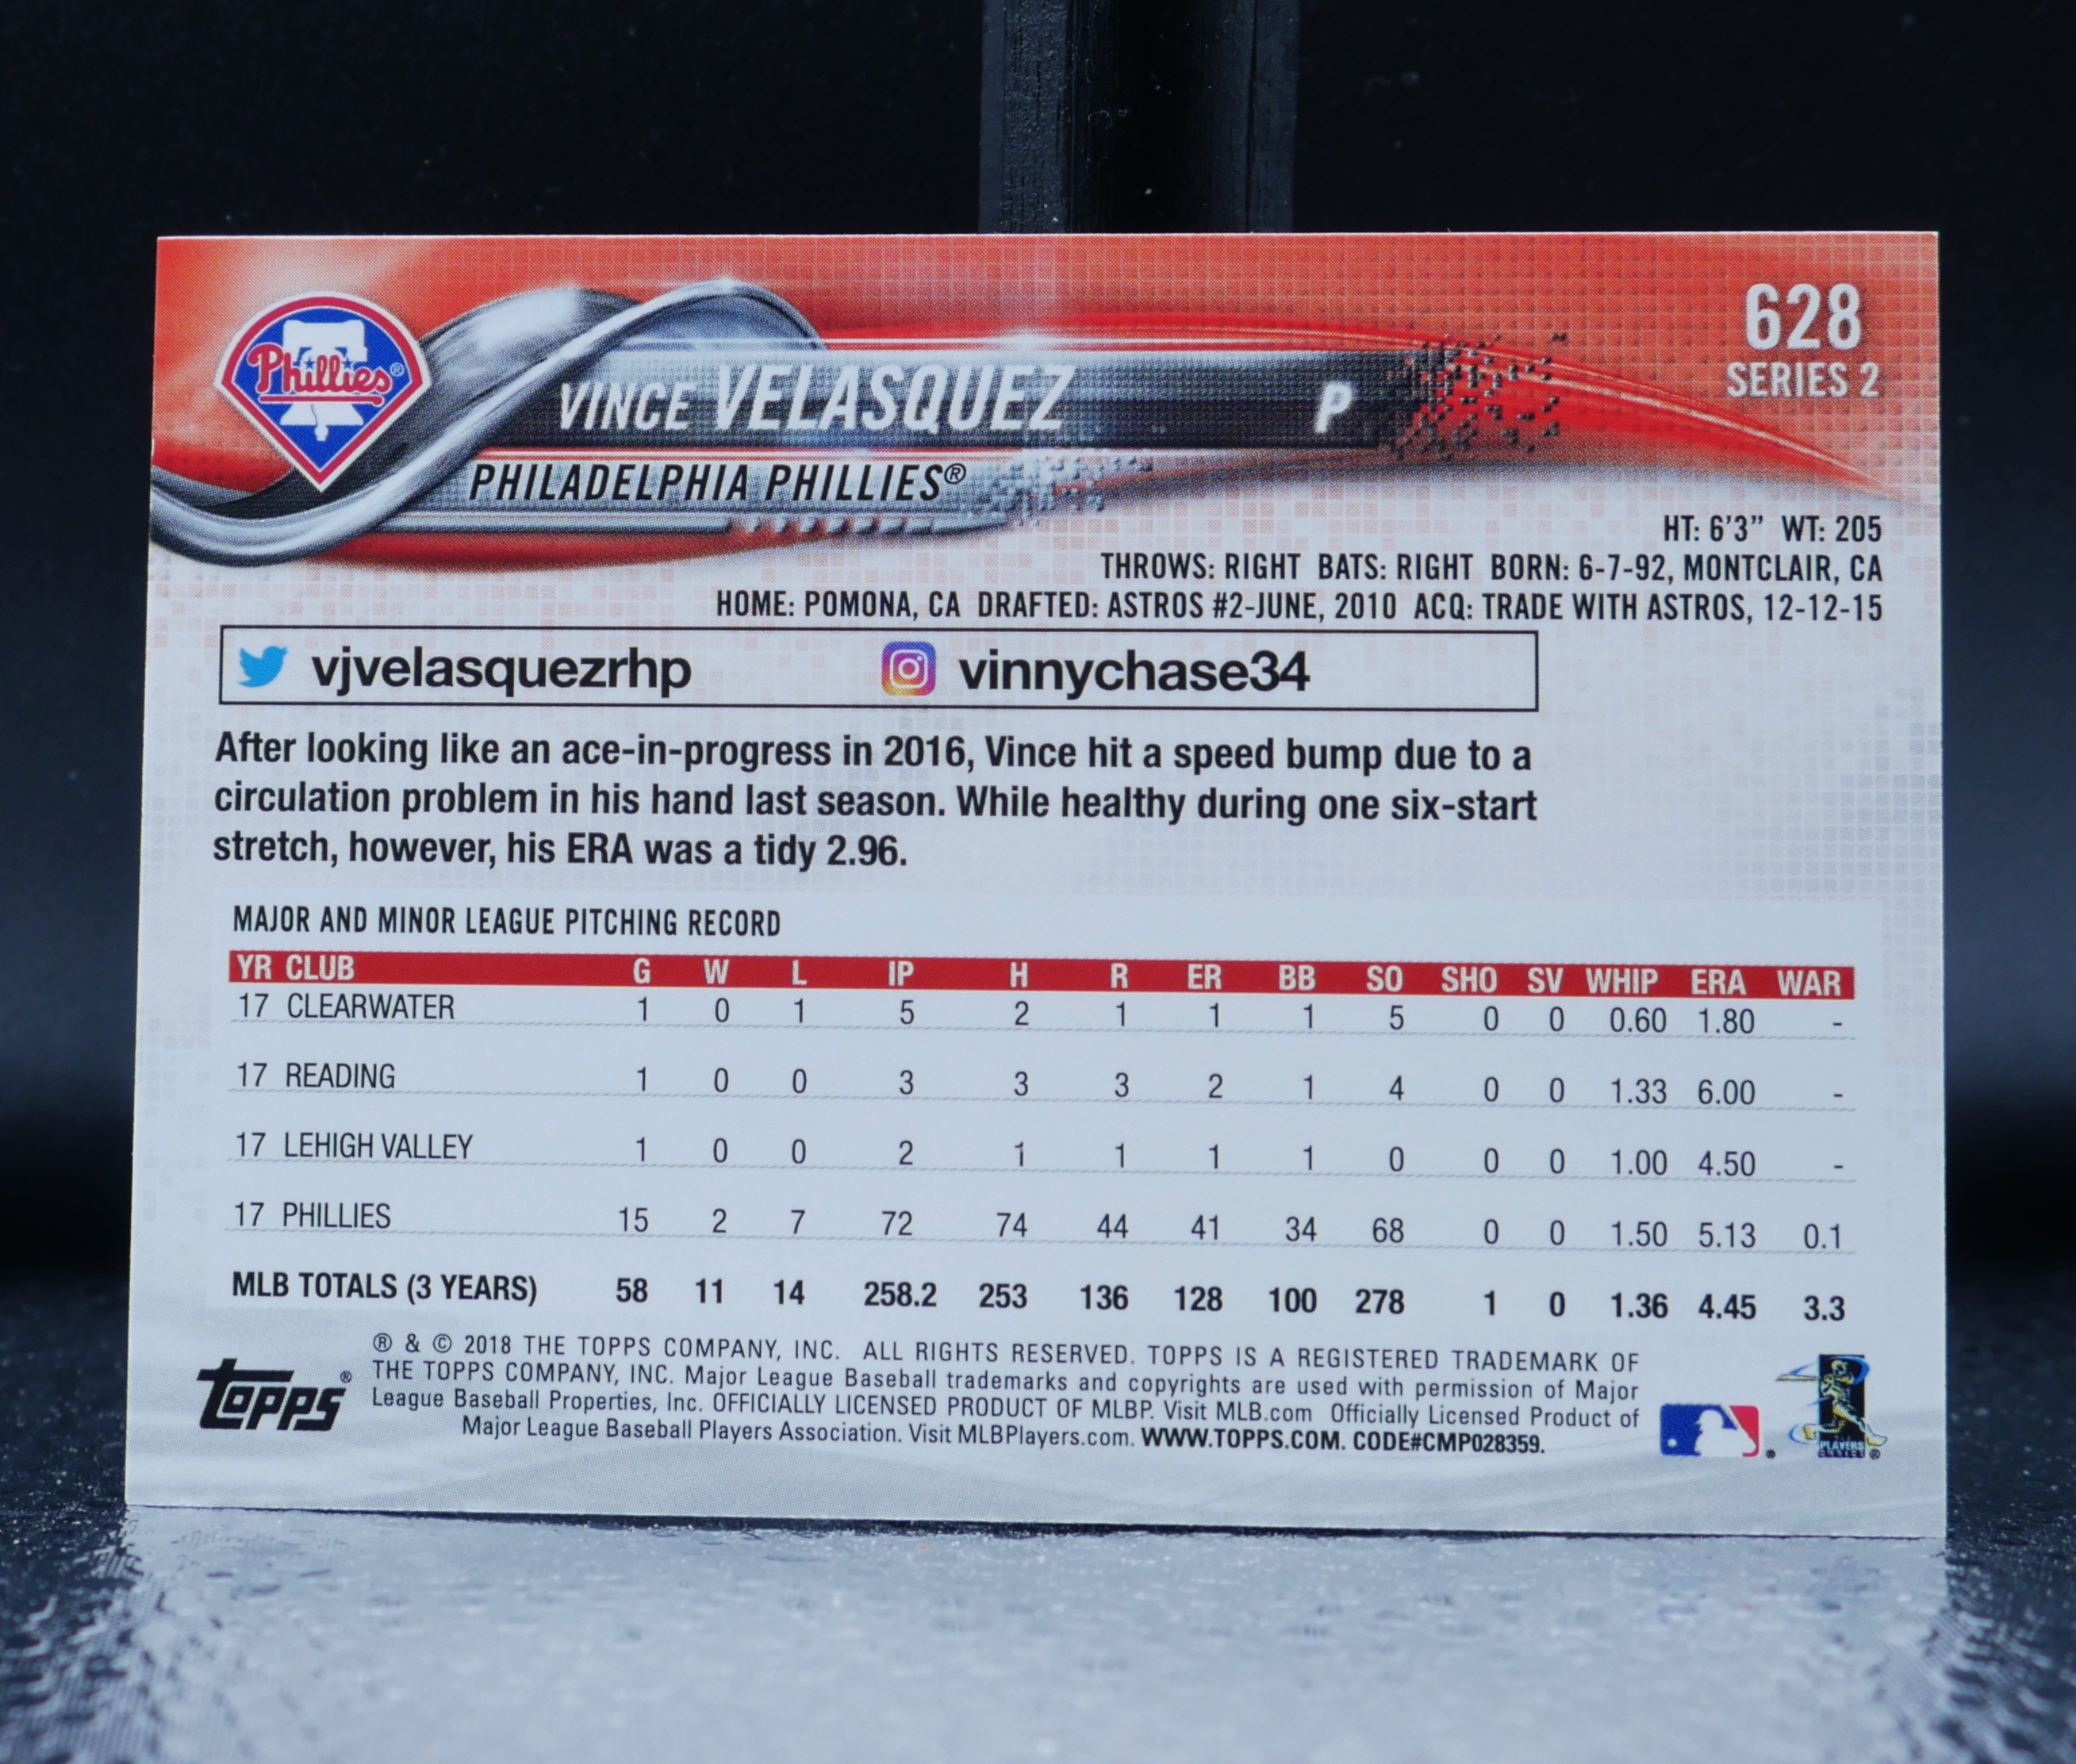 Phillies®
628
SERIES 2
VINCE VELASQUEZ P
PHILADELPHIA PHILLIES®
HT: 6'3" WT: 205
THROWS: RIGHT BATS: RIGHT BORN: 6-7-92, MONTCLAIR, CA
HOME: POMONA, CA DRAFTED: ASTROS #2-JUNE, 2010 ACQ: TRADE WITH ASTROS, 12-12-15
vjvelasquezrhp vinnychase34
After looking like an ace-in-progress in 2016, Vince hit a speed bump due to a
circulation problem in his hand last season. While healthy during one six-start
stretch, however, his ERA was a tidy 2.96.
MAJOR AND MINOR LEAGUE PITCHING RECORD
YR CLUB G W L IP H R ER BB SO SHO SV WHIP ERA WAR
17 CLEARWATER 1 0 1 5 2 1 1 1 5 0 0 0.60 1.80 -
17 READING 1 0 0 3 3 3 2 1 4 0 0 1.33 6.00 -
17 LEHIGH VALLEY 1 0 0 2 1 1 1 1 0 0 0 1.00 4.50 -
17 PHILLIES 15 2 7 72 74 44 41 34 68 0 0 1.50 5.13 0.1
MLB TOTALS (3 YEARS) 58 11 14 258.2 253 136 128 100 278 1 0 1.36 4.45 3.3
® & © 2018 THE TOPPS COMPANY, INC. ALL RIGHTS RESERVED. TOPPS IS A REGISTERED TRADEMARK OF
THE TOPPS COMPANY, INC. Major League Baseball trademarks and copyrights are used with permission of Major
League Baseball Properties, Inc. OFFICIALLY LICENSED PRODUCT OF MLBP. Visit MLB.com Officially Licensed Product of
Major League Baseball Players Association. Visit MLBPlayers.com. WWW.TOPPS.COM. CODE#CMP028359.
topps®
PLAYERS
CHOICE®